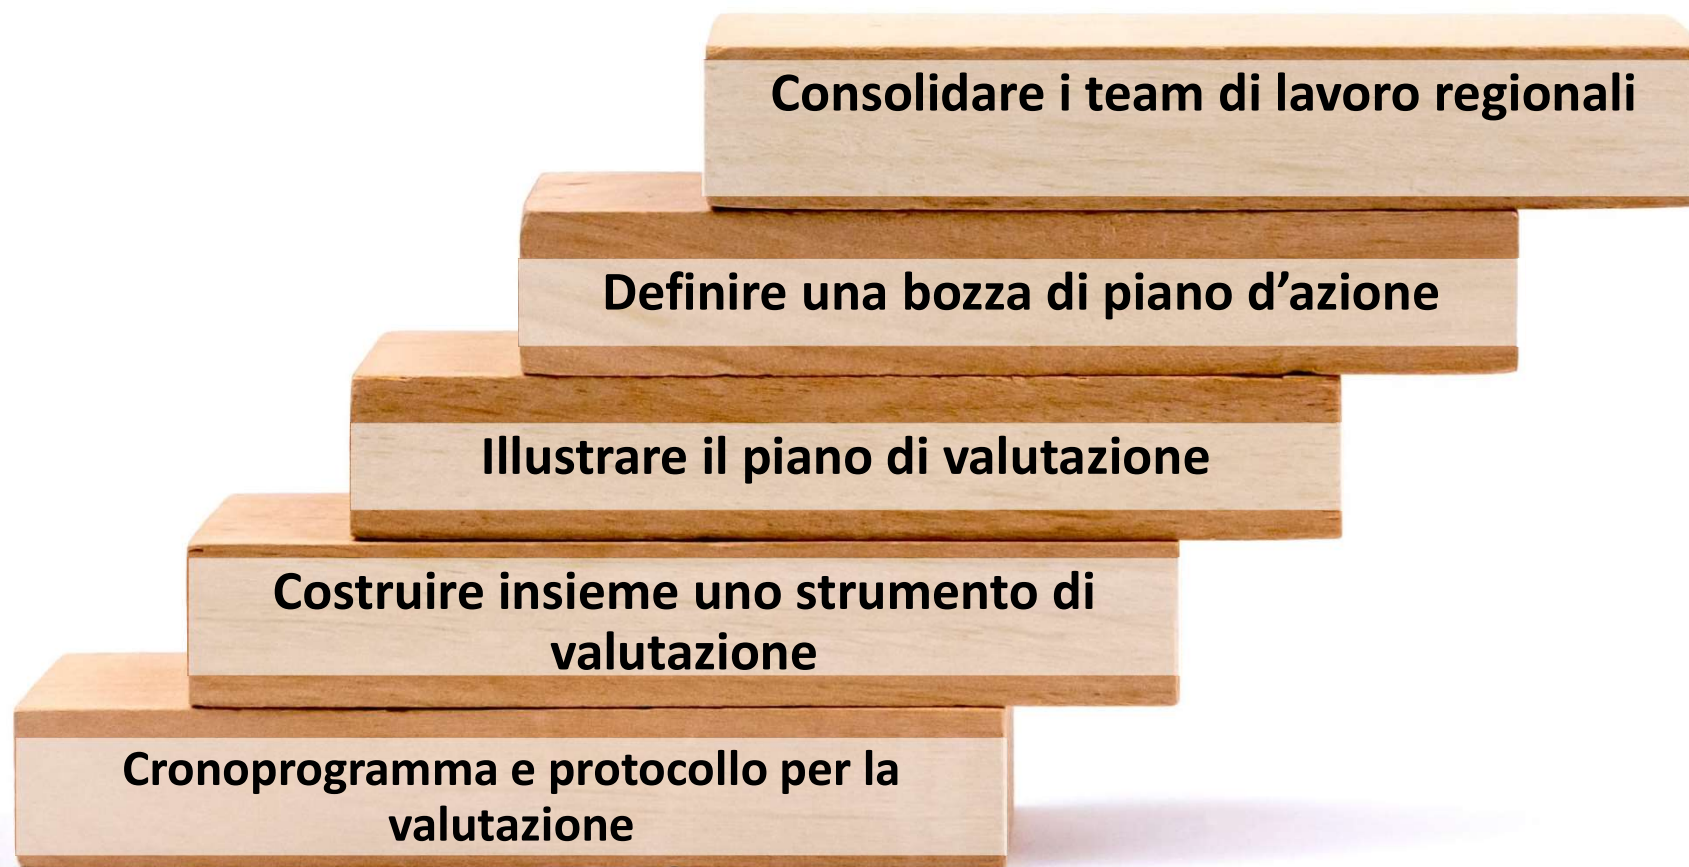 Consolidare i team di lavoro regionali
Definire una bozza di piano d’azione
Illustrare il piano di valutazione
Costruire insieme uno strumento di
valutazione
Cronoprogramma e protocollo per la
valutazione